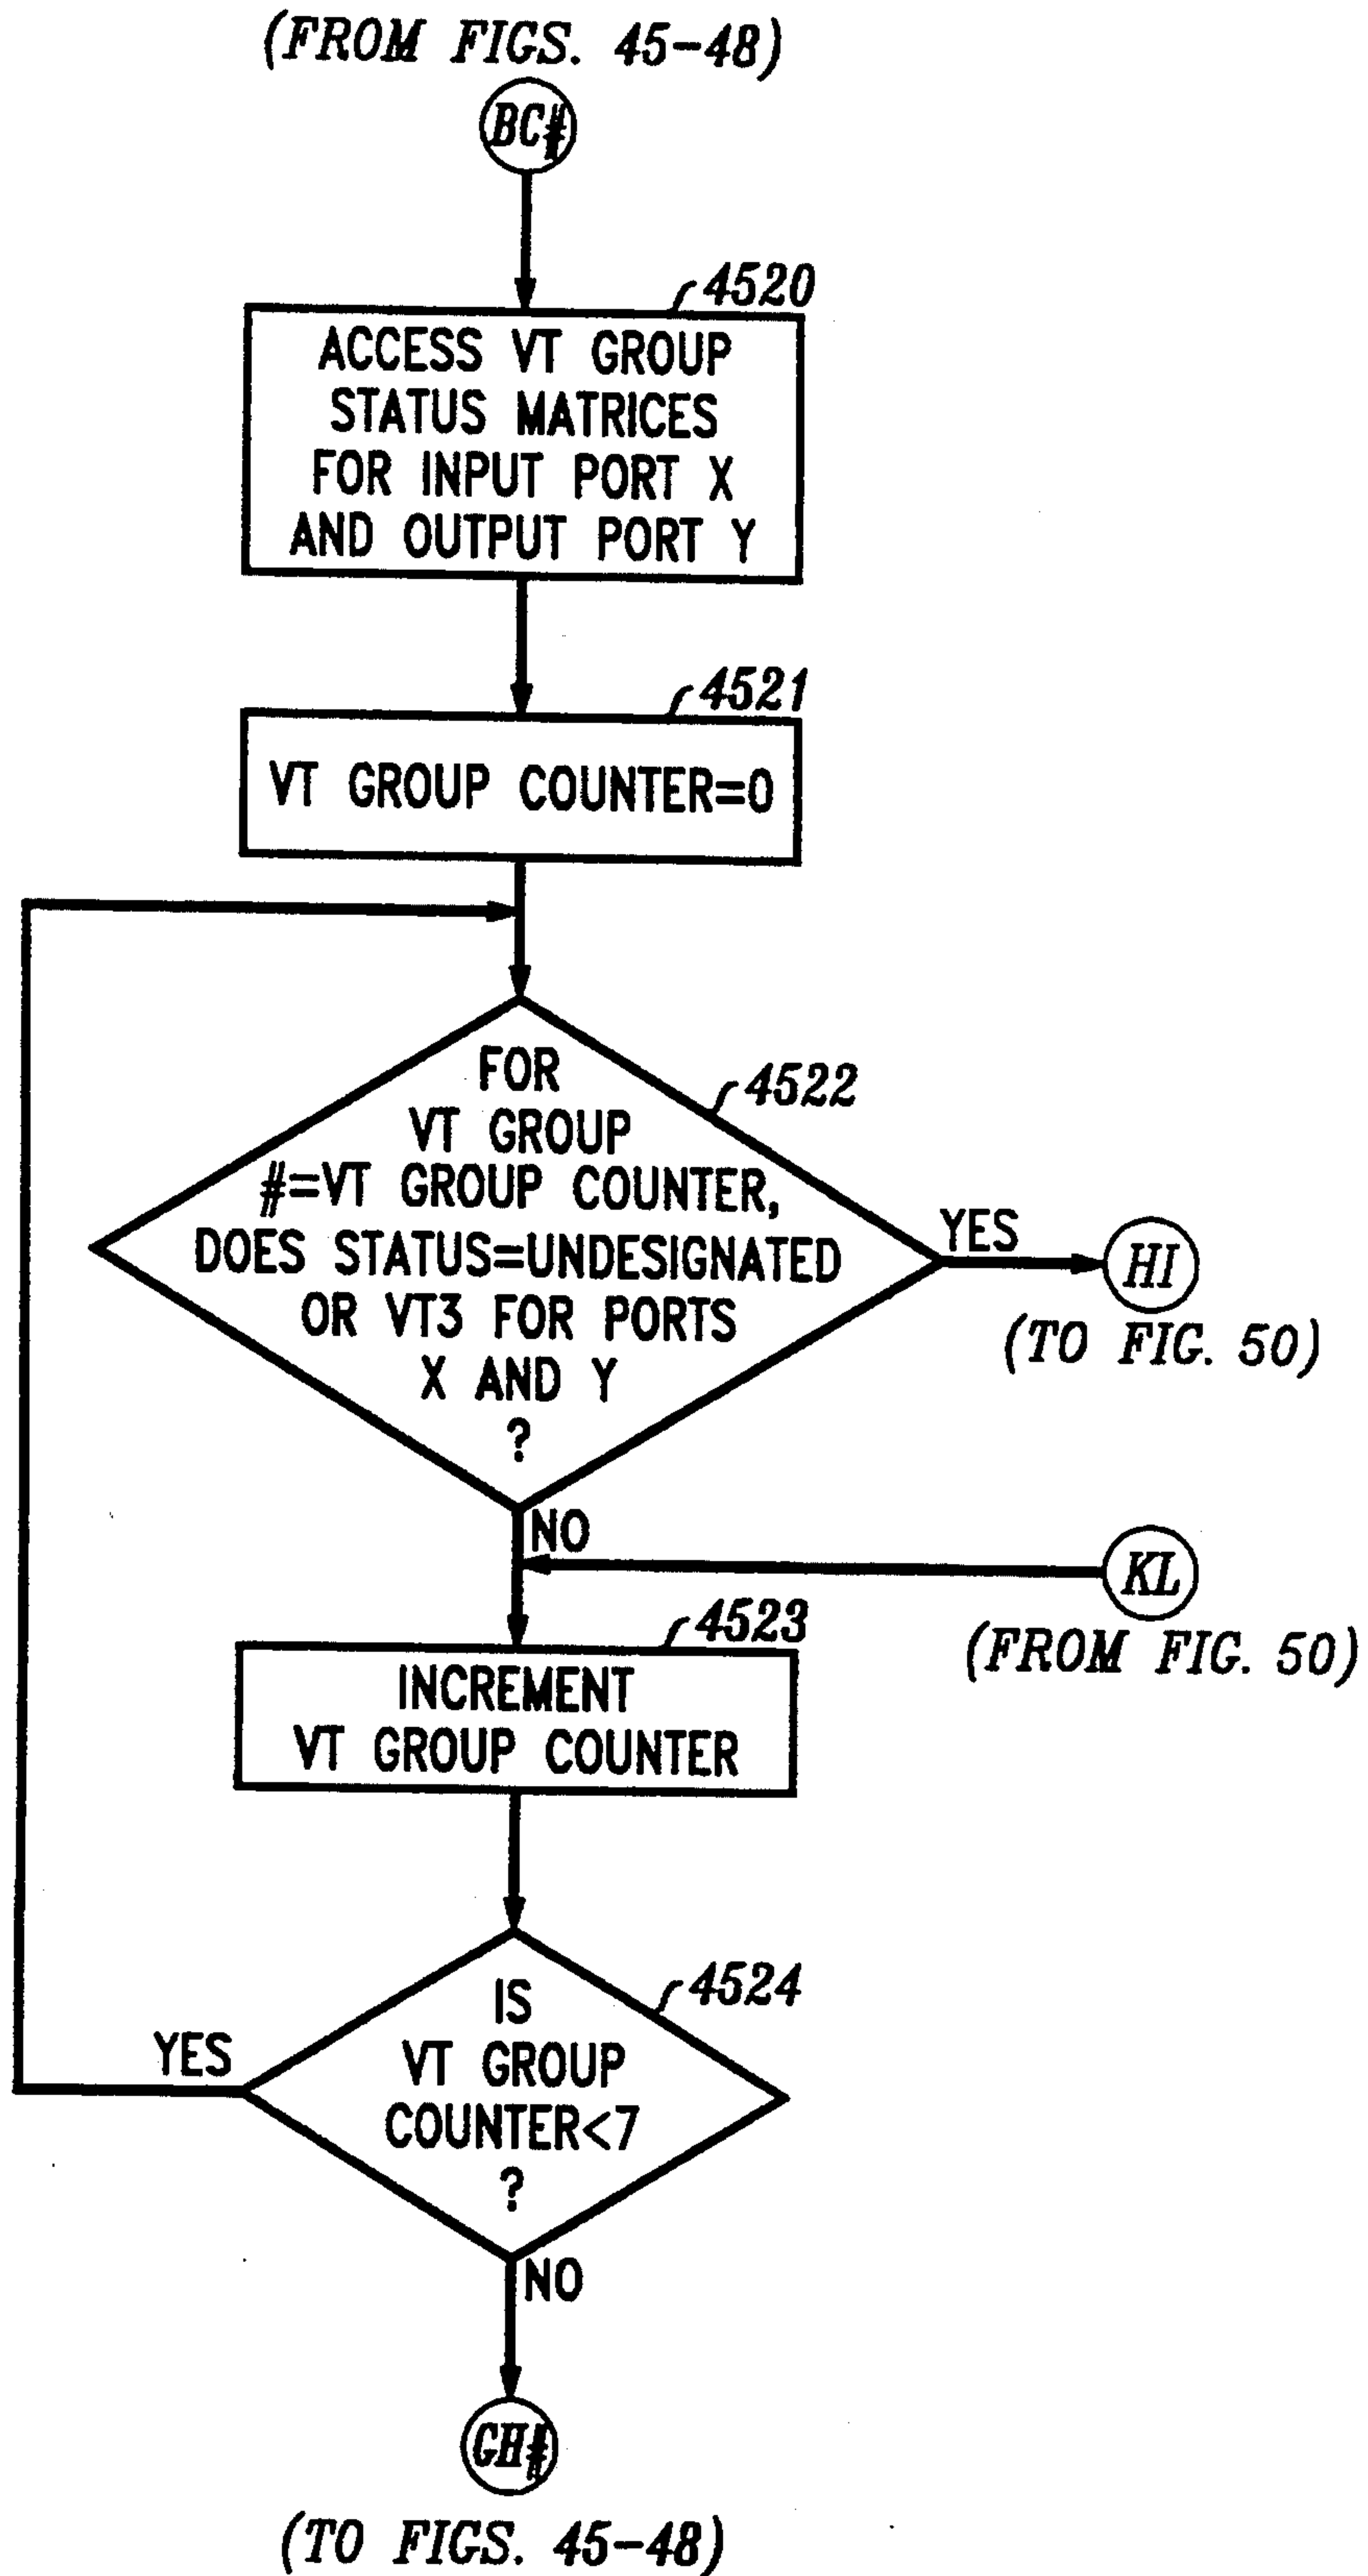 (FROM FIGS. 45-48)
BC#
4520
ACCESS VT GROUP
STATUS MATRICES
FOR INPUT PORT X
AND OUTPUT PORT Y
4521
VT GROUP COUNTER=0
FOR
VT GROUP
#=VT GROUP COUNTER,
DOES STATUS=UNDESIGNATED
OR VT3 FOR PORTS
X AND Y
?
4522
YES
HI
(TO FIG. 50)
NO
KL
(FROM FIG. 50)
4523
INCREMENT
VT GROUP COUNTER
4524
IS
VT GROUP
COUNTER<7
?
YES
NO
GH#
(TO FIGS. 45-48)